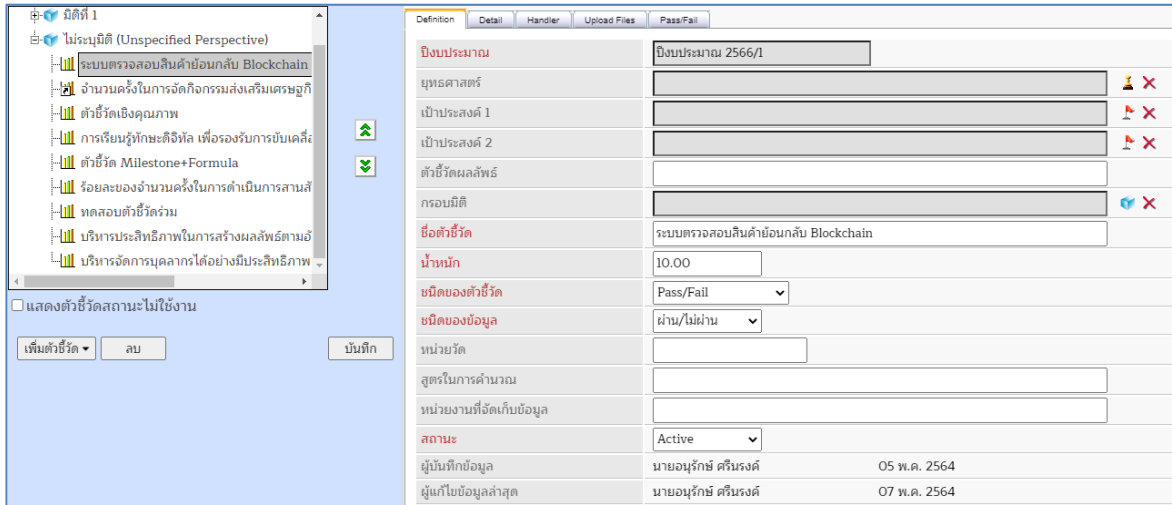 มิติที่ 1
ไม่ระบุมิติ (Unspecified Perspective)
ระบบตรวจสอบสินค้าย้อนกลับ Blockchain
จำนวนครั้งในการจัดกิจกรรมส่งเสริมเศรษฐกิ
ตัวชี้วัดเชิงคุณภาพ
การเรียนรู้ทักษะดิจิทัล เพื่อรองรับการขับเคลื่อ
ตัวชี้วัด Milestone+Formula
ร้อยละของจำนวนครั้งในการดำเนินการสานสั
ทดสอบตัวชี้วัดร่วม
บริหารประสิทธิภาพในการสร้างผลลัพธ์ตามอั
บริหารจัดการบุคลากรได้อย่างมีประสิทธิภาพ
แสดงตัวชี้วัดสถานะไม่ใช้งาน
เพิ่มตัวชี้วัด ลบ บันทึก
Definition Detail Handler Upload Files Pass/Fail
ปีงบประมาณ ปีงบประมาณ 2566/1
ยุทธศาสตร์
เป้าประสงค์ 1
เป้าประสงค์ 2
ตัวชี้วัดผลลัพธ์
กรอบมิติ
ชื่อตัวชี้วัด ระบบตรวจสอบสินค้าย้อนกลับ Blockchain
น้ำหนัก 10.00
ชนิดของตัวชี้วัด Pass/Fail
ชนิดของข้อมูล ผ่าน/ไม่ผ่าน
หน่วยวัด
สูตรในการคำนวณ
หน่วยงานที่จัดเก็บข้อมูล
สถานะ Active
ผู้บันทึกข้อมูล นายอนุรักษ์ ศรีนรงค์ 05 พ.ค. 2564
ผู้แก้ไขข้อมูลล่าสุด นายอนุรักษ์ ศรีนรงค์ 07 พ.ค. 2564